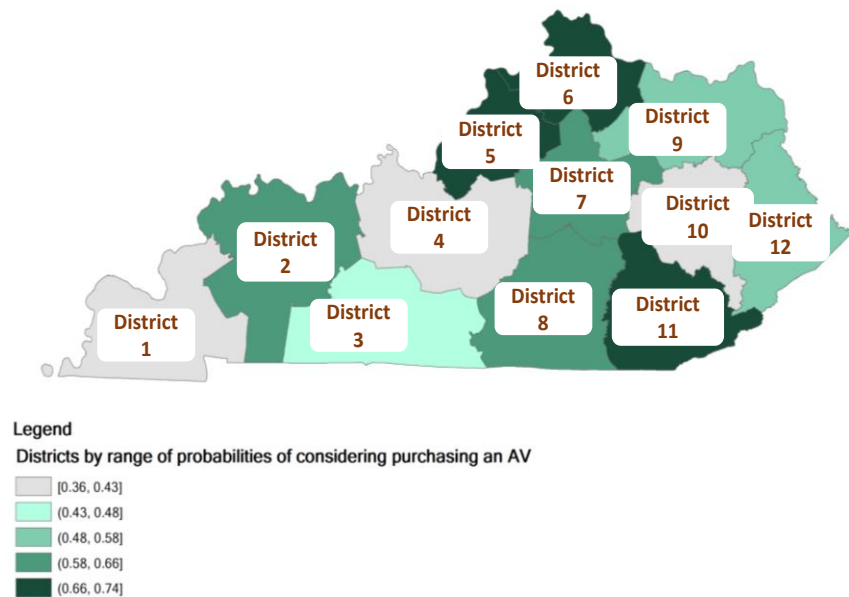 District
6
District
5
District
9
District
7
District
4
District
10
District
12
District
2
District
8
District
11
District
1
District
3
Legend
Districts by range of probabilities of considering purchasing an AV
[0.36, 0.43]
(0.43, 0.48]
(0.48, 0.58]
(0.58, 0.66]
(0.66, 0.74]